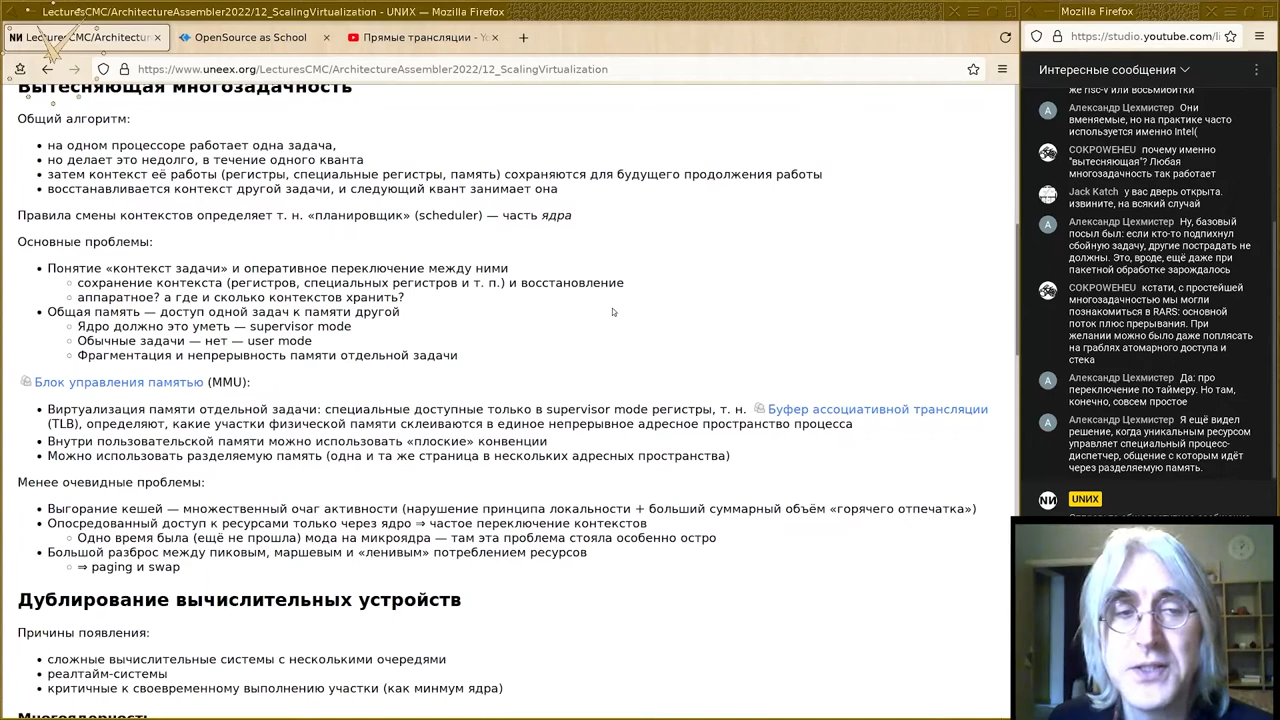 LecturesCMC/ArchitectureAssembler2022/12_ScalingVirtualization - UNИX — Mozilla Firefox
Mozilla Firefox
LecturesCMC/Architectur
OpenSource as School
Прямые трансляции - Yo
https://studio.youtube.com/li
https://www.uneex.org/LecturesCMC/ArchitectureAssembler2022/12_ScalingVirtualization
Вытесняющая многозадачность
Общий алгоритм:
на одном процессоре работает одна задача,
но делает это недолго, в течение одного кванта
затем контекст её работы (регистры, специальные регистры, память) сохраняются для будущего продолжения работы
восстанавливается контекст другой задачи, и следующий квант занимает она
Правила смены контекстов определяет т. н. «планировщик» (scheduler) — часть ядра
Основные проблемы:
Понятие «контекст задачи» и оперативное переключение между ними
сохранение контекста (регистров, специальных регистров и т. п.) и восстановление
аппаратное? а где и сколько контекстов хранить?
Общая память — доступ одной задач к памяти другой
Ядро должно это уметь — supervisor mode
Обычные задачи — нет — user mode
Фрагментация и непрерывность памяти отдельной задачи
Блок управления памятью (MMU):
Виртуализация памяти отдельной задачи: специальные доступные только в supervisor mode регистры, т. н. Буфер ассоциативной трансляции
(TLB), определяют, какие участки физической памяти склеиваются в единое непрерывное адресное пространство процесса
Внутри пользовательской памяти можно использовать «плоские» конвенции
Можно использовать разделяемую память (одна и та же страница в нескольких адресных пространства)
Менее очевидные проблемы:
Выгорание кешей — множественный очаг активности (нарушение принципа локальности + больший суммарный объём «горячего отпечатка»)
Опосредованный доступ к ресурсами только через ядро ⇒ частое переключение контекстов
Одно время была (ещё не прошла) мода на микроядра — там эта проблема стояла особенно остро
Большой разброс между пиковым, маршевым и «ленивым» потреблением ресурсов
⇒ paging и swap
Дублирование вычислительных устройств
Причины появления:
сложные вычислительные системы с несколькими очередями
реалтайм-системы
критичные к своевременному выполнению участки (как минмум ядра)
Многоядерность
Интересные сообщения
же risc-v или восьмибитки
Александр Цехмистер Они
вменяемые, но на практике часто
используется именно Intel(
COKPOWEHEU почему именно
"вытесняющая"? Любая
многозадачность так работает
Jack Katch у вас дверь открыта.
извините, на всякий случай
Александр Цехмистер Ну, базовый
посыл был: если кто-то подпихнул
сбойную задачу, другие пострадать не
должны. Это, вроде, ещё даже при
пакетной обработке зарождалось
COKPOWEHEU кстати, с простейшей
многозадачностью мы могли
познакомиться в RARS: основной
поток плюс прерывания. При
желании можно было даже поплясать
на граблях атомарного доступа и
стека
Александр Цехмистер Да: про
переключение по таймеру. Но там,
конечно, совсем простое
Александр Цехмистер Я ещё видел
решение, когда уникальным ресурсом
управляет специальный процесс-
диспетчер, общение с которым идёт
через разделяемую память.
NИ UNИX